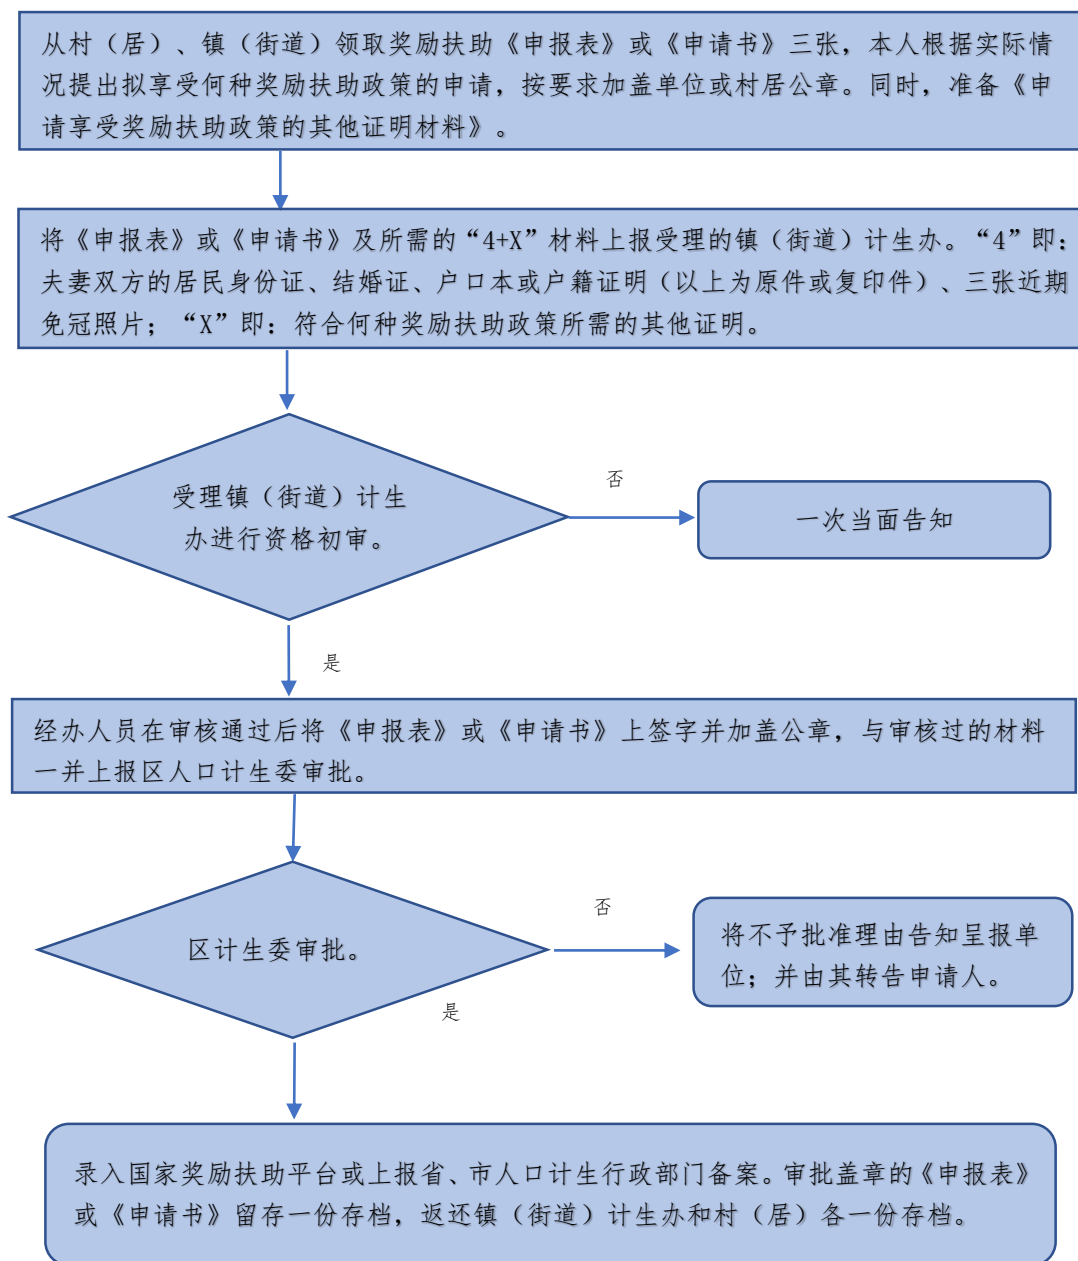 从村（居）、镇（街道）领取奖励扶助《申报表》或《申请书》三张，本人根据实际情
况提出拟享受何种奖励扶助政策的申请，按要求加盖单位或村居公章。同时，准备《申
请享受奖励扶助政策的其他证明材料》。
将《申报表》或《申请书》及所需的“4+X”材料上报受理的镇（街道）计生办。“4”即：
夫妻双方的居民身份证、结婚证、户口本或户籍证明（以上为原件或复印件）、三张近期
免冠照片；“X”即：符合何种奖励扶助政策所需的其他证明。
受理镇（街道）计生
办进行资格初审。
否
一次当面告知
是
经办人员在审核通过后将《申报表》或《申请书》上签字并加盖公章，与审核过的材料
一并上报区人口计生委审批。
区计生委审批。
否
将不予批准理由告知呈报单
位；并由其转告申请人。
是
录入国家奖励扶助平台或上报省、市人口计生行政部门备案。审批盖章的《申报表》
或《申请书》留存一份存档，返还镇（街道）计生办和村（居）各一份存档。